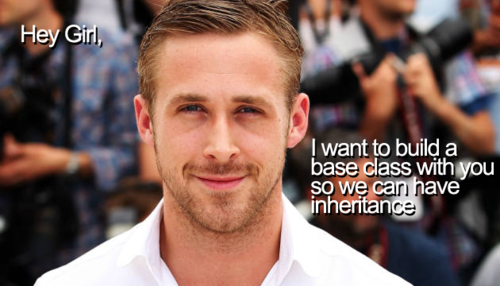 Hey Girl,
I want to build a
base class with you
so we can have
inheritance